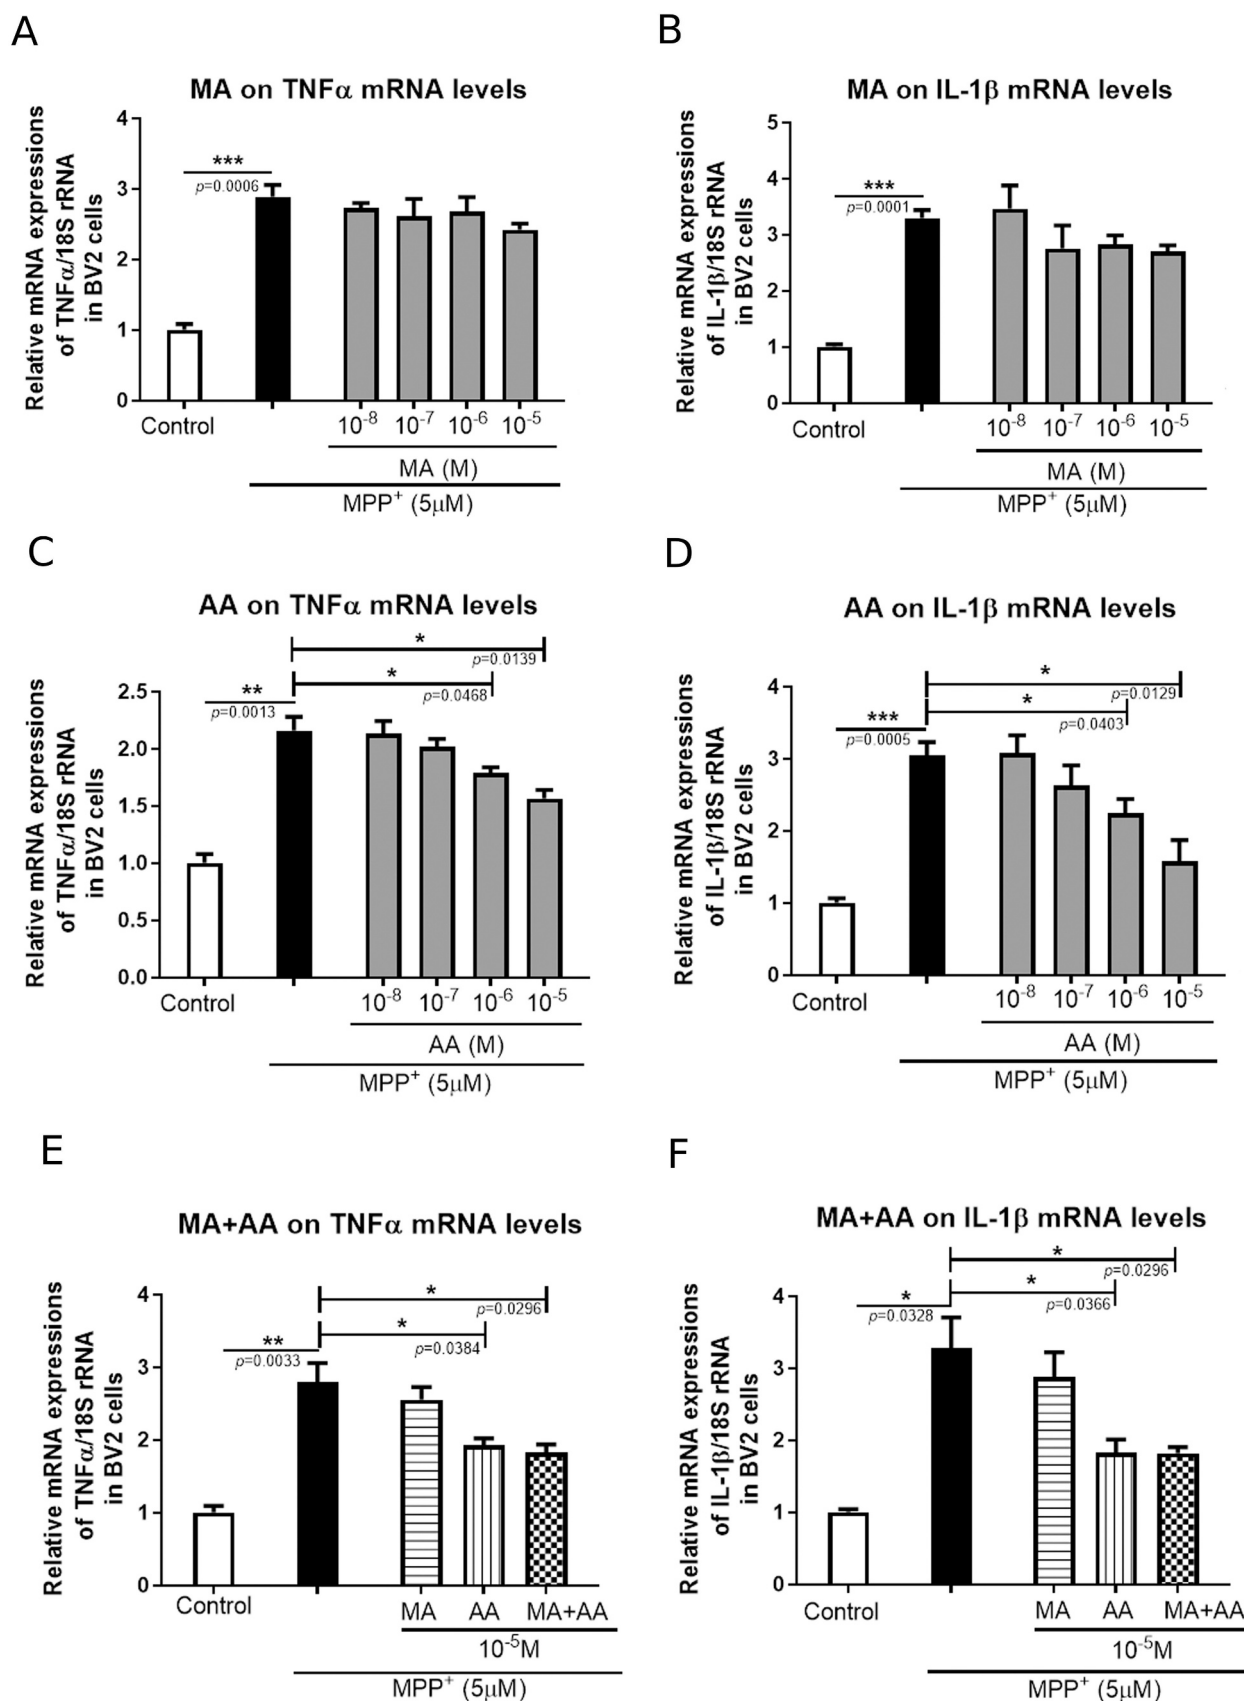 A
MA on TNFα mRNA levels
Relative mRNA expressions
of TNFα/18S rRNA
in BV2 cells
4
3
2
1
0
***
p=0.0006
Control
10⁻⁸ 10⁻⁷ 10⁻⁶ 10⁻⁵
MA (M)
MPP⁺ (5μM)
B
MA on IL-1β mRNA levels
Relative mRNA expressions
of IL-1β/18S rRNA
in BV2 cells
5
4
3
2
1
0
***
p=0.0001
Control
10⁻⁸ 10⁻⁷ 10⁻⁶ 10⁻⁵
MA (M)
MPP⁺ (5μM)
C
AA on TNFα mRNA levels
Relative mRNA expressions
of TNFα/18S rRNA
in BV2 cells
2.5
2.0
1.5
1.0
0.5
0.0
*
p=0.0139
*
p=0.0468
**
p=0.0013
Control
10⁻⁸ 10⁻⁷ 10⁻⁶ 10⁻⁵
AA (M)
MPP⁺ (5μM)
D
AA on IL-1β mRNA levels
Relative mRNA expressions
of IL-1β/18S rRNA
in BV2 cells
4
3
2
1
0
*
p=0.0129
*
p=0.0403
***
p=0.0005
Control
10⁻⁸ 10⁻⁷ 10⁻⁶ 10⁻⁵
AA (M)
MPP⁺ (5μM)
E
MA+AA on TNFα mRNA levels
Relative mRNA expressions
of TNFα/18S rRNA
in BV2 cells
4
3
2
1
0
*
p=0.0296
*
p=0.0384
**
p=0.0033
Control
MA AA MA+AA
10⁻⁵M
MPP⁺ (5μM)
F
MA+AA on IL-1β mRNA levels
Relative mRNA expressions
of IL-1β/18S rRNA
in BV2 cells
4
3
2
1
0
*
p=0.0296
*
p=0.0366
*
p=0.0328
Control
MA AA MA+AA
10⁻⁵M
MPP⁺ (5μM)